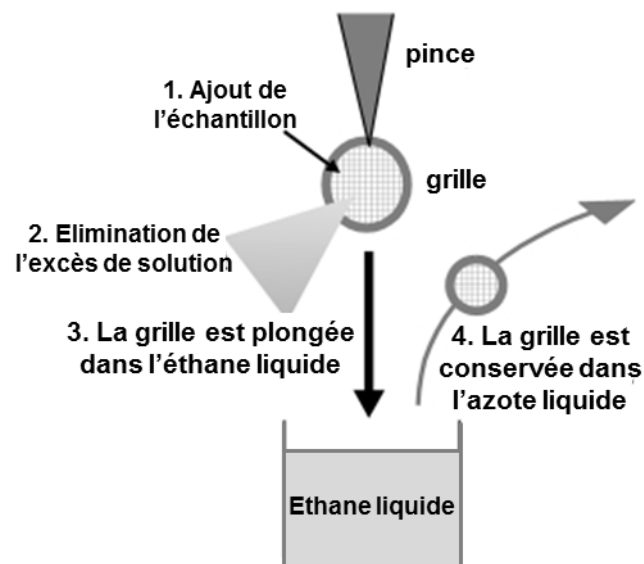 pince
1. Ajout de
l'échantillon
grille
2. Elimination de
l'excès de solution
3. La grille est plongée
dans l'éthane liquide
4. La grille est
conservée dans
l'azote liquide
Ethane liquide